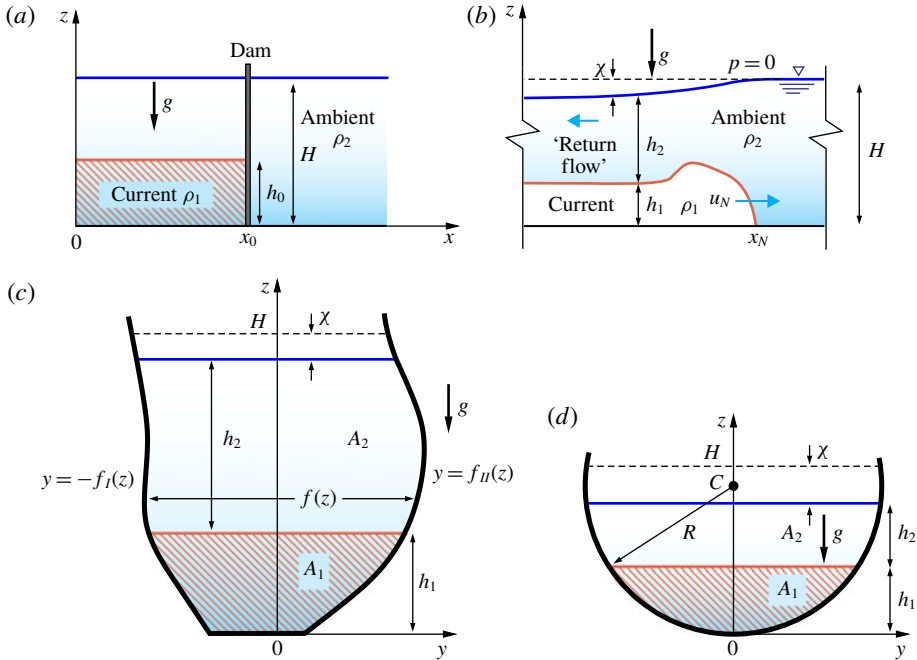 (a)
z
Dam
g
Ambient
ρ2
H
Current ρ1
h0
0
x0
x
(b)
z
g
p = 0
χ
Ambient
ρ2
'Return
flow'
h2
H
Current
h1
ρ1
uN
xN
(c)
z
H
χ
g
h2
A2
y = −fI(z)
y = fII(z)
f(z)
A1
h1
0
y
(d)
z
H
χ
C
g
A2
R
h2
A1
h1
0
y